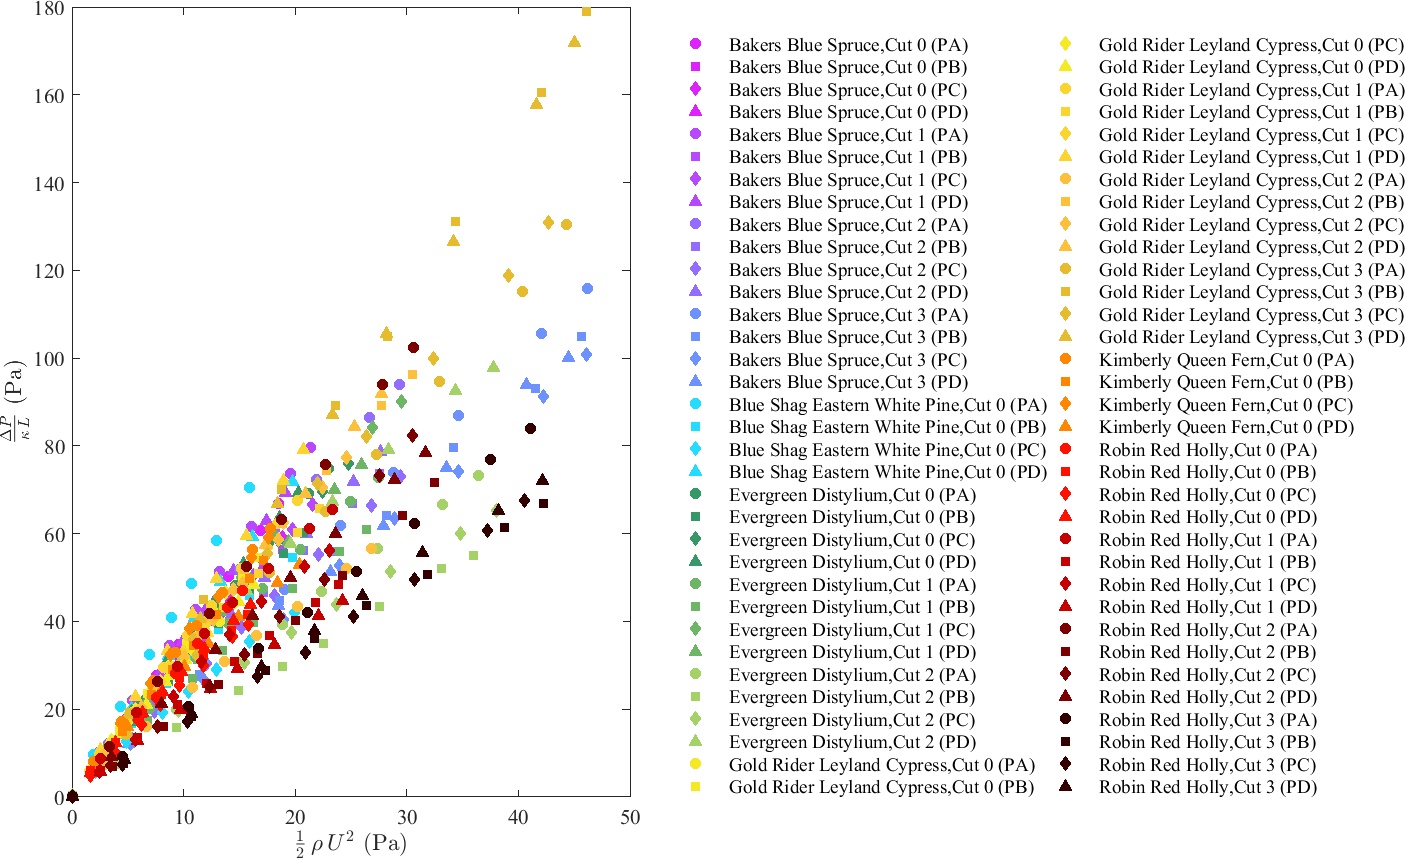 180
160
140
120
100
80
60
40
20
0
ΔP/κL (Pa)
0 10 20 30 40 50
1/2 ρ U² (Pa)
Bakers Blue Spruce,Cut 0 (PA)
Bakers Blue Spruce,Cut 0 (PB)
Bakers Blue Spruce,Cut 0 (PC)
Bakers Blue Spruce,Cut 0 (PD)
Bakers Blue Spruce,Cut 1 (PA)
Bakers Blue Spruce,Cut 1 (PB)
Bakers Blue Spruce,Cut 1 (PC)
Bakers Blue Spruce,Cut 1 (PD)
Bakers Blue Spruce,Cut 2 (PA)
Bakers Blue Spruce,Cut 2 (PB)
Bakers Blue Spruce,Cut 2 (PC)
Bakers Blue Spruce,Cut 2 (PD)
Bakers Blue Spruce,Cut 3 (PA)
Bakers Blue Spruce,Cut 3 (PB)
Bakers Blue Spruce,Cut 3 (PC)
Bakers Blue Spruce,Cut 3 (PD)
Blue Shag Eastern White Pine,Cut 0 (PA)
Blue Shag Eastern White Pine,Cut 0 (PB)
Blue Shag Eastern White Pine,Cut 0 (PC)
Blue Shag Eastern White Pine,Cut 0 (PD)
Evergreen Distylium,Cut 0 (PA)
Evergreen Distylium,Cut 0 (PB)
Evergreen Distylium,Cut 0 (PC)
Evergreen Distylium,Cut 0 (PD)
Evergreen Distylium,Cut 1 (PA)
Evergreen Distylium,Cut 1 (PB)
Evergreen Distylium,Cut 1 (PC)
Evergreen Distylium,Cut 1 (PD)
Evergreen Distylium,Cut 2 (PA)
Evergreen Distylium,Cut 2 (PB)
Evergreen Distylium,Cut 2 (PC)
Evergreen Distylium,Cut 2 (PD)
Gold Rider Leyland Cypress,Cut 0 (PA)
Gold Rider Leyland Cypress,Cut 0 (PB)
Gold Rider Leyland Cypress,Cut 0 (PC)
Gold Rider Leyland Cypress,Cut 0 (PD)
Gold Rider Leyland Cypress,Cut 1 (PA)
Gold Rider Leyland Cypress,Cut 1 (PB)
Gold Rider Leyland Cypress,Cut 1 (PC)
Gold Rider Leyland Cypress,Cut 1 (PD)
Gold Rider Leyland Cypress,Cut 2 (PA)
Gold Rider Leyland Cypress,Cut 2 (PB)
Gold Rider Leyland Cypress,Cut 2 (PC)
Gold Rider Leyland Cypress,Cut 2 (PD)
Gold Rider Leyland Cypress,Cut 3 (PA)
Gold Rider Leyland Cypress,Cut 3 (PB)
Gold Rider Leyland Cypress,Cut 3 (PC)
Gold Rider Leyland Cypress,Cut 3 (PD)
Kimberly Queen Fern,Cut 0 (PA)
Kimberly Queen Fern,Cut 0 (PB)
Kimberly Queen Fern,Cut 0 (PC)
Kimberly Queen Fern,Cut 0 (PD)
Robin Red Holly,Cut 0 (PA)
Robin Red Holly,Cut 0 (PB)
Robin Red Holly,Cut 0 (PC)
Robin Red Holly,Cut 0 (PD)
Robin Red Holly,Cut 1 (PA)
Robin Red Holly,Cut 1 (PB)
Robin Red Holly,Cut 1 (PC)
Robin Red Holly,Cut 1 (PD)
Robin Red Holly,Cut 2 (PA)
Robin Red Holly,Cut 2 (PB)
Robin Red Holly,Cut 2 (PC)
Robin Red Holly,Cut 2 (PD)
Robin Red Holly,Cut 3 (PA)
Robin Red Holly,Cut 3 (PB)
Robin Red Holly,Cut 3 (PC)
Robin Red Holly,Cut 3 (PD)